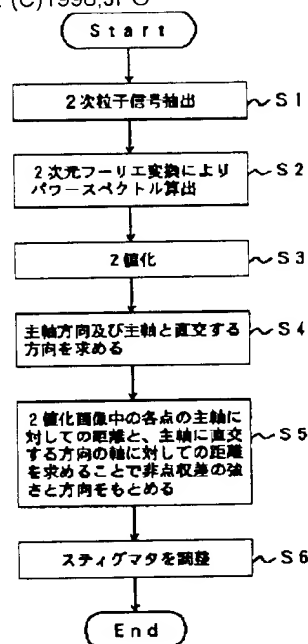 (C)1998,JPO
Start
2次粒子信号抽出
~S1
2次元フーリエ変換により
パワースペクトル算出
~S2
2値化
~S3
主軸方向及び主軸と直交する
方向を求める
~S4
2値化画像中の各点の主軸に
対しての距離と、主軸に直交
する方向の軸に対しての距離
を求めることで非点収差の強
さと方向をもとめる
~S5
スティグマタを調整
~S6
End